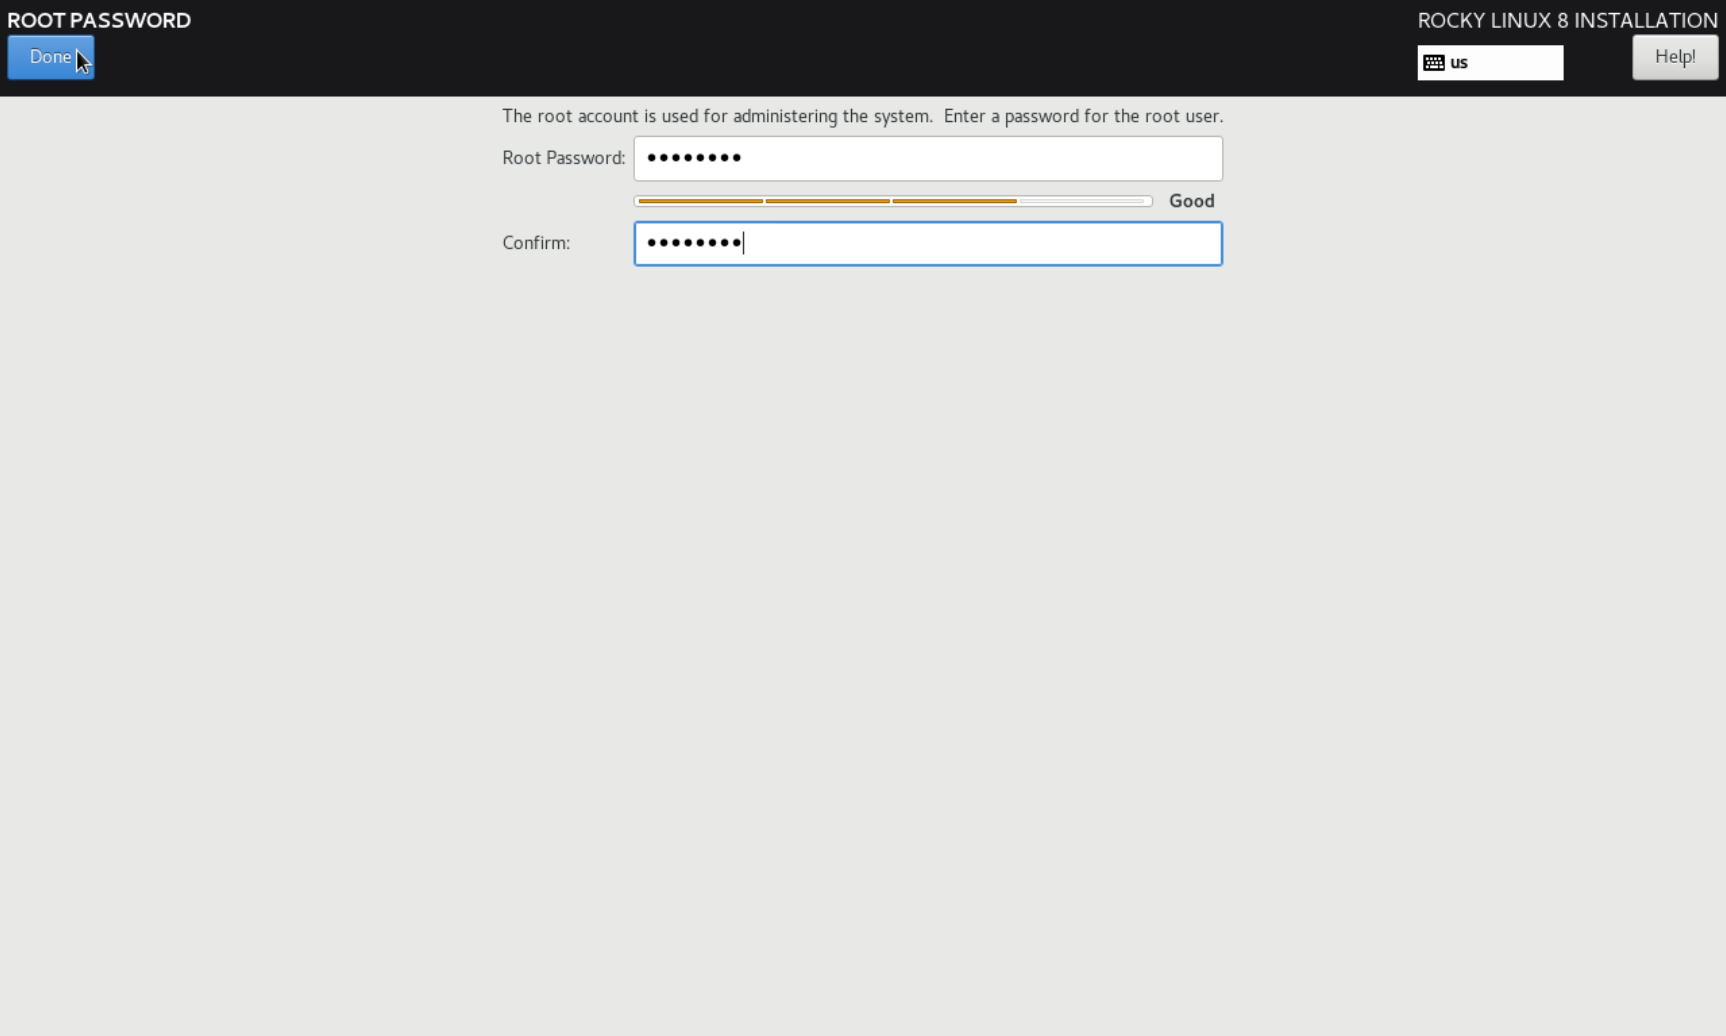 ROOT PASSWORD
ROCKY LINUX 8 INSTALLATION
Done
us
Help!
The root account is used for administering the system.  Enter a password for the root user.
Root Password: ••••••••
Good
Confirm: ••••••••